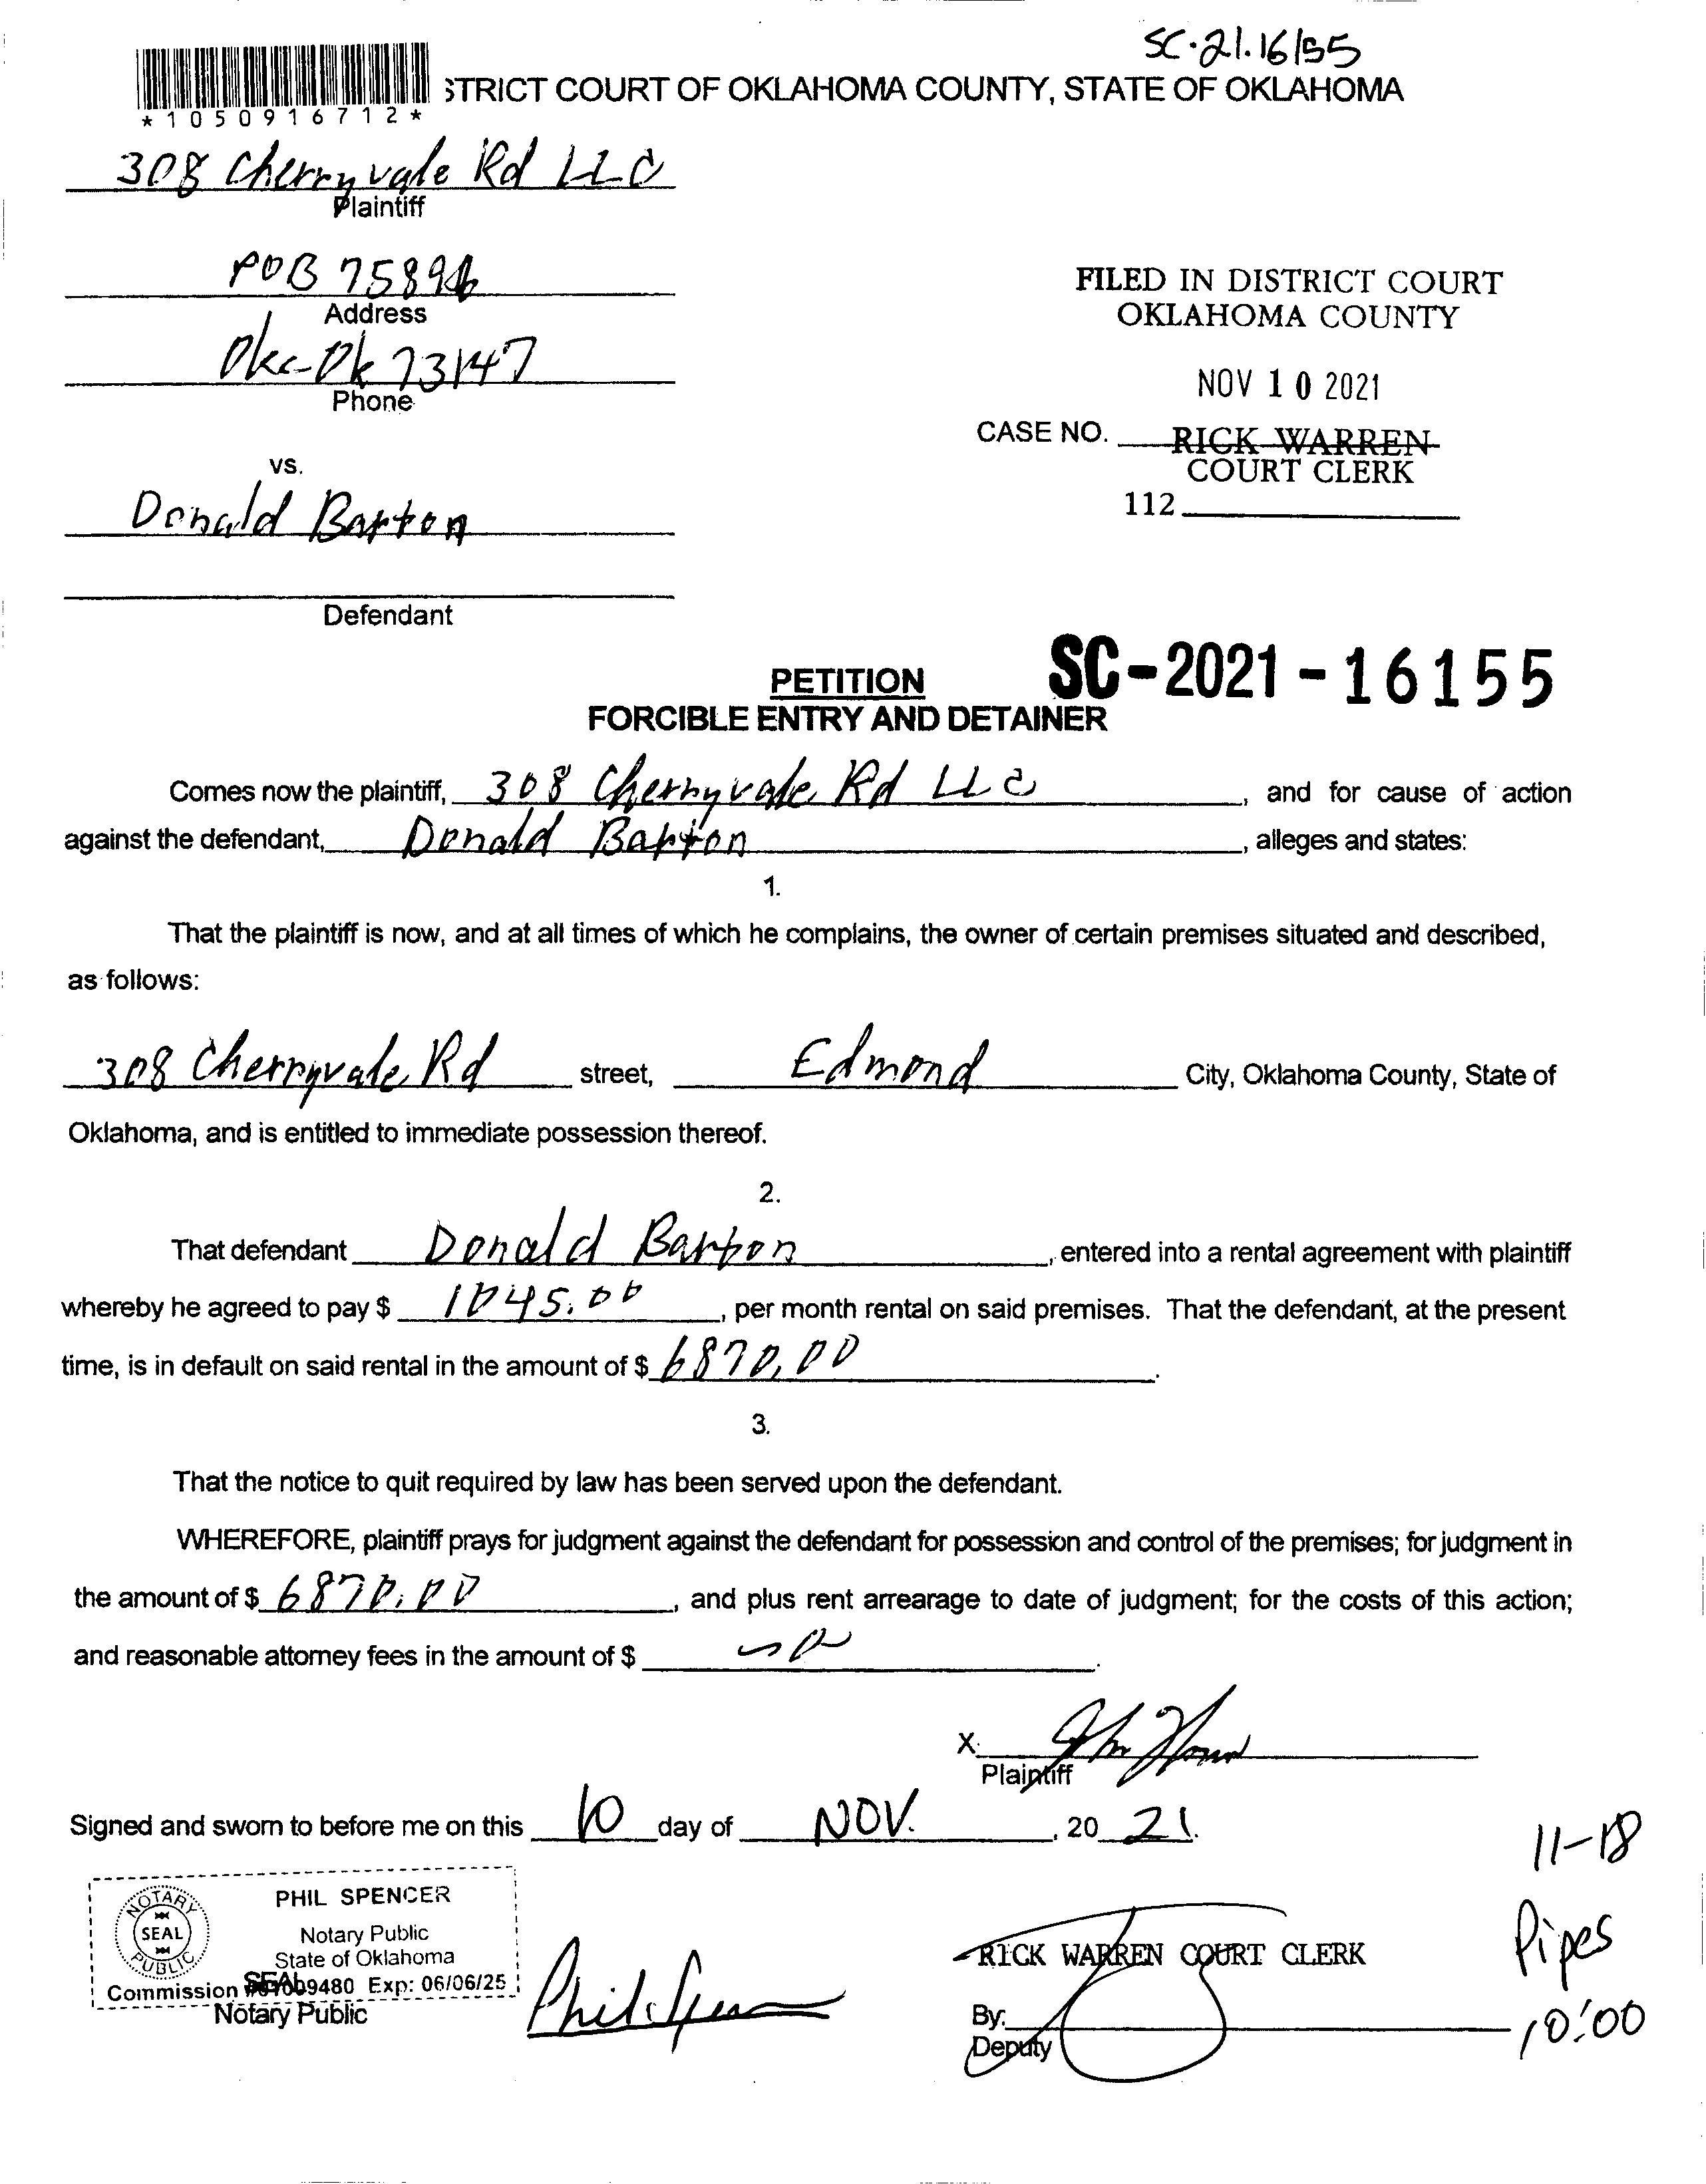 SC-21.16155
STRICT COURT OF OKLAHOMA COUNTY, STATE OF OKLAHOMA
*1050916712*
308 Cherryvale Rd LLC
Plaintiff
POB 75894
Address
Okc-Ok 73147
Phone
FILED IN DISTRICT COURT
OKLAHOMA COUNTY
NOV 10 2021
CASE NO. RICK WARREN
COURT CLERK
112
vs.
Donald Barton
Defendant
PETITION
SC-2021-16155
FORCIBLE ENTRY AND DETAINER
Comes now the plaintiff, 308 Cherryvale Rd LLC, and for cause of action
against the defendant, Donald Barton, alleges and states:
1.
That the plaintiff is now, and at all times of which he complains, the owner of certain premises situated and described,
as follows:
308 Cherryvale Rd street, Edmond City, Oklahoma County, State of
Oklahoma, and is entitled to immediate possession thereof.
2.
That defendant Donald Barton, entered into a rental agreement with plaintiff
whereby he agreed to pay $ 1045.00, per month rental on said premises. That the defendant, at the present
time, is in default on said rental in the amount of $ 6870.00.
3.
That the notice to quit required by law has been served upon the defendant.
WHEREFORE, plaintiff prays for judgment against the defendant for possession and control of the premises; for judgment in
the amount of $ 6870.00, and plus rent arrearage to date of judgment; for the costs of this action;
and reasonable attorney fees in the amount of $
X
Plaintiff
Signed and sworn to before me on this 10 day of NOV., 20 21.
11-18
Pipes
10:00
NOTARY PUBLIC
SEAL
PHIL SPENCER
Notary Public
State of Oklahoma
Commission 09480 Exp: 06/06/25
SEAL
Notary Public
Phil Spencer
RICK WARREN COURT CLERK
By:
Deputy